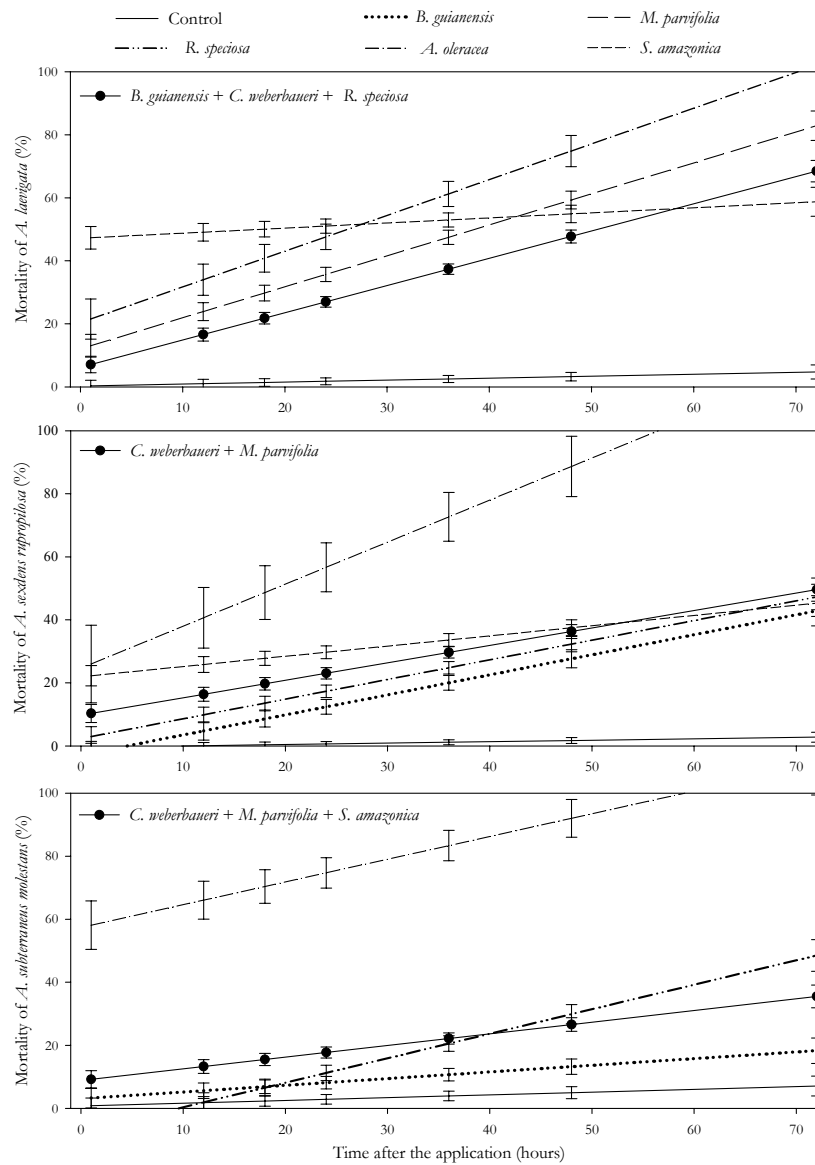 Control
B. guianensis
M. parvifolia
R. speciosa
A. oleracea
S. amazonica
100
80
60
40
20
0
Mortality of A. laevigata (%)
B. guianensis + C. weberbaueri + R. speciosa
0 10 20 30 40 50 60 70
100
80
60
40
20
0
Mortality of A. sexdens rupropilosa (%)
C. weberbaueri + M. parvifolia
0 10 20 30 40 50 60 70
100
80
60
40
20
0
Mortality of A. subterraneus molestans (%)
C. weberbaueri + M. parvifolia + S. amazonica
0 10 20 30 40 50 60 70
Time after the application (hours)